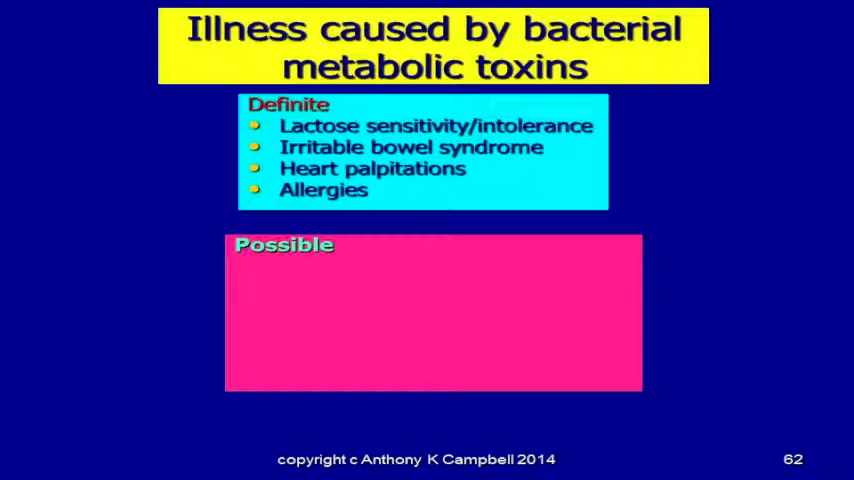 Illness caused by bacterial
metabolic toxins
Definite
• Lactose sensitivity/intolerance
• Irritable bowel syndrome
• Heart palpitations
• Allergies
Possible
copyright c Anthony K Campbell 2014
62